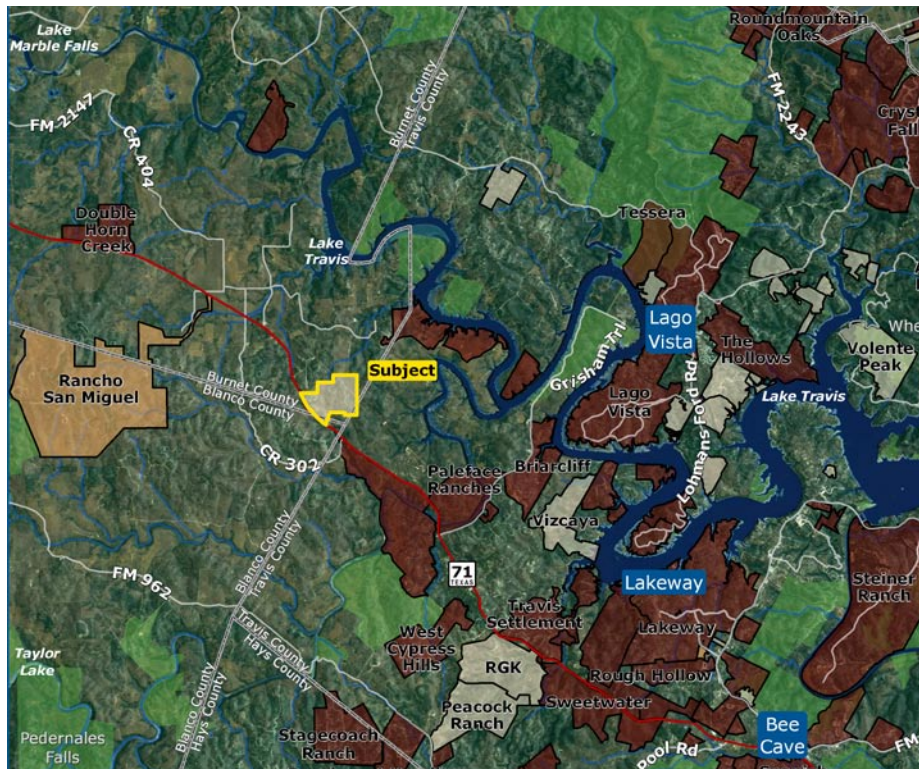 Lake
Marble Falls
FM 2147
CR 404
Burnet County
Travis County
Roundmountain
Oaks
FM 2243
Double
Horn
Creek
Lake
Travis
Tessera
Grisham Trl
Lago
Vista
The
Hollows
Volente
Peak
Lake Travis
Rancho
San Miguel
Subject
Burnet County
Blanco County
Lago
Vista
Lohmans Ford Rd
CR 302
Paleface
Ranches
Briarcliff
Vizcaya
Blanco County
Travis County
FM 962
71
TEXAS
Lakeway
Steiner
Ranch
Travis
Settlement
Lakeway
Travis County
Hays County
West
Cypress
Hills
Taylor
Lake
RGK
Rough Hollow
Peacock
Ranch
Sweetwater
Blanco County
Hays County
Stagecoach
Ranch
Bee
Cave
Pedernales
Falls
Pool Rd
FM